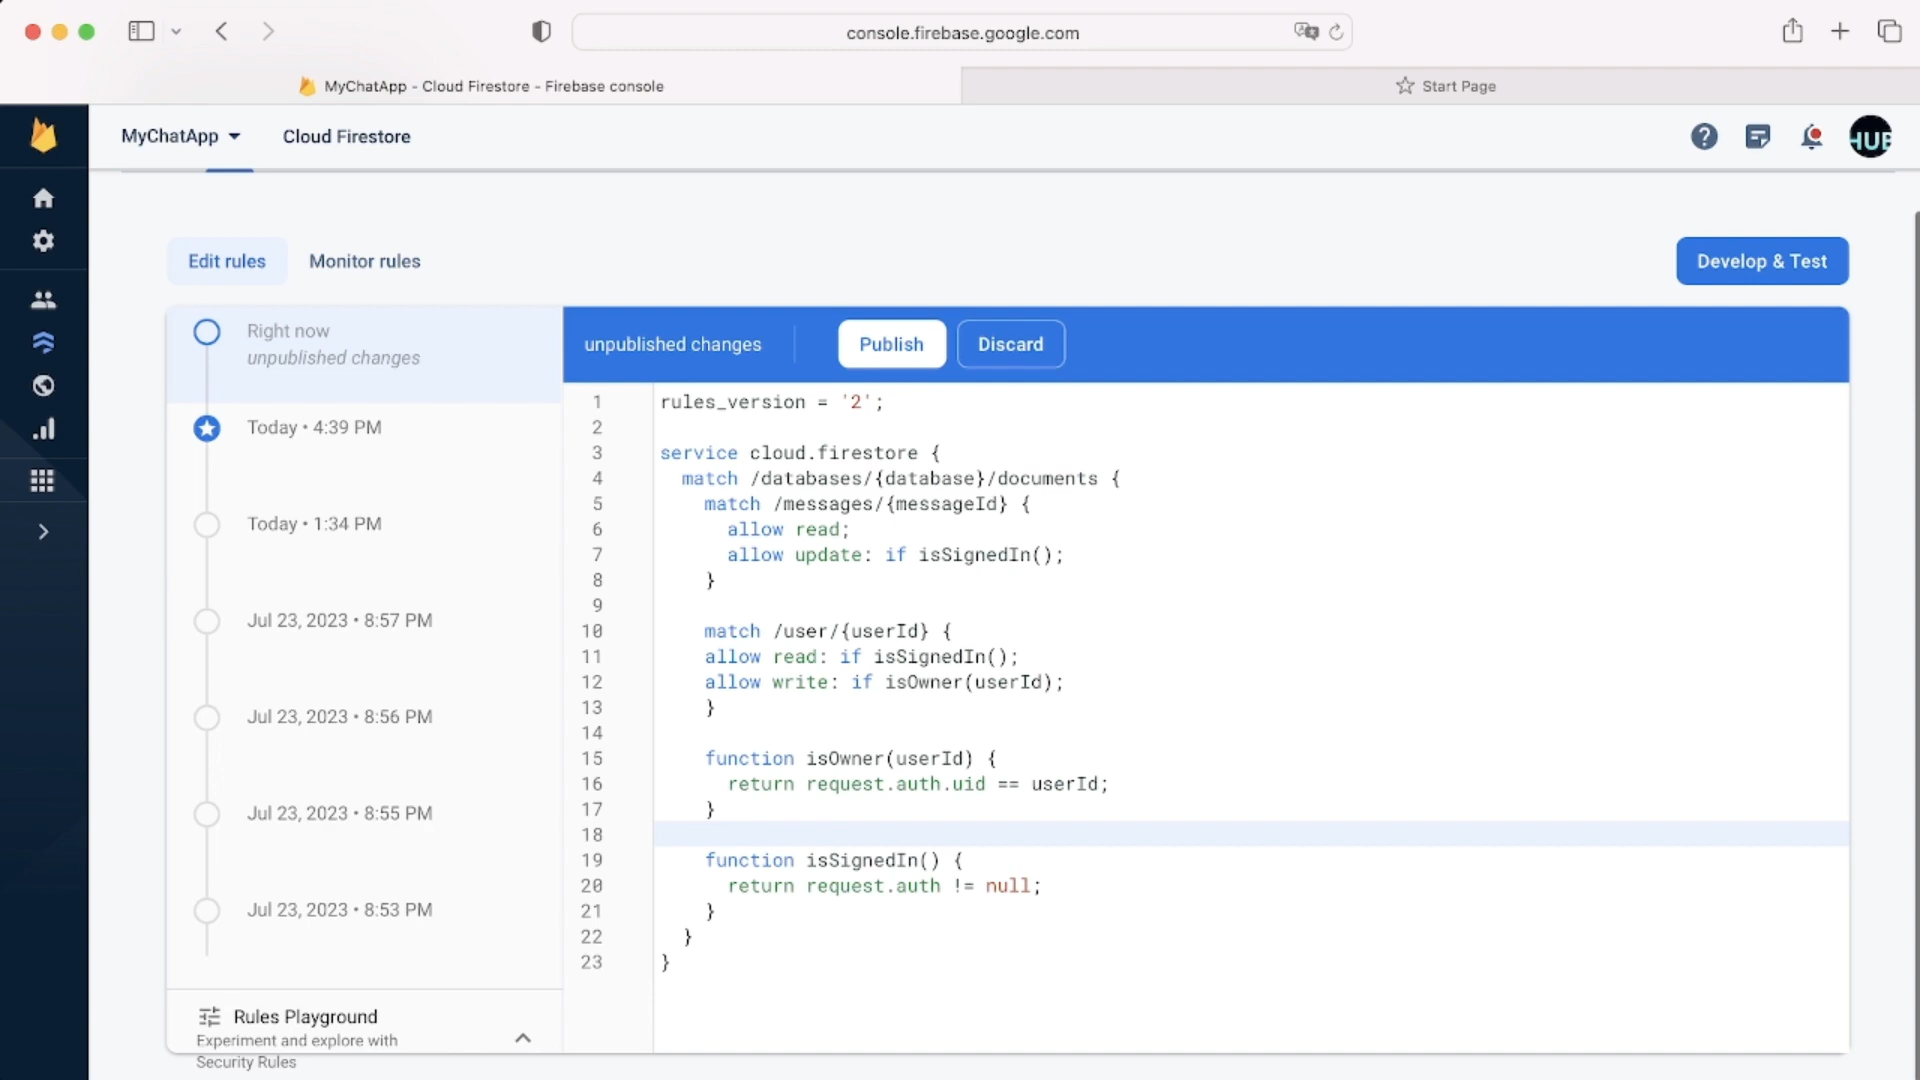 console.firebase.google.com
MyChatApp - Cloud Firestore - Firebase console
Start Page
MyChatApp
Cloud Firestore
HUB
Edit rules
Monitor rules
Develop & Test
Right now
unpublished changes
Today • 4:39 PM
Today • 1:34 PM
Jul 23, 2023 • 8:57 PM
Jul 23, 2023 • 8:56 PM
Jul 23, 2023 • 8:55 PM
Jul 23, 2023 • 8:53 PM
Rules Playground
Experiment and explore with
Security Rules
unpublished changes
Publish
Discard
1 rules_version = '2';
2
3 service cloud.firestore {
4 match /databases/{database}/documents {
5 match /messages/{messageId} {
6 allow read;
7 allow update: if isSignedIn();
8 }
9
10 match /user/{userId} {
11 allow read: if isSignedIn();
12 allow write: if isOwner(userId);
13 }
14
15 function isOwner(userId) {
16 return request.auth.uid == userId;
17 }
18
19 function isSignedIn() {
20 return request.auth != null;
21 }
22 }
23 }